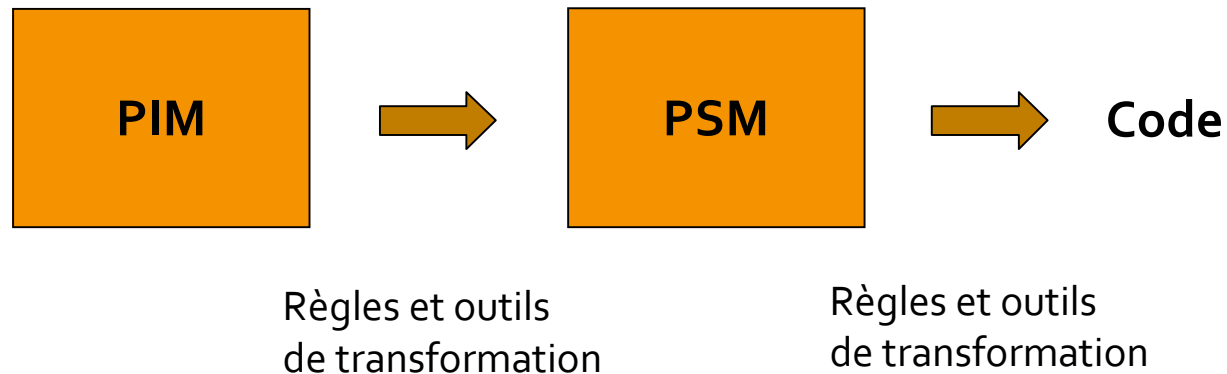 PIM
PSM
Code
Règles et outils
de transformation
Règles et outils
de transformation